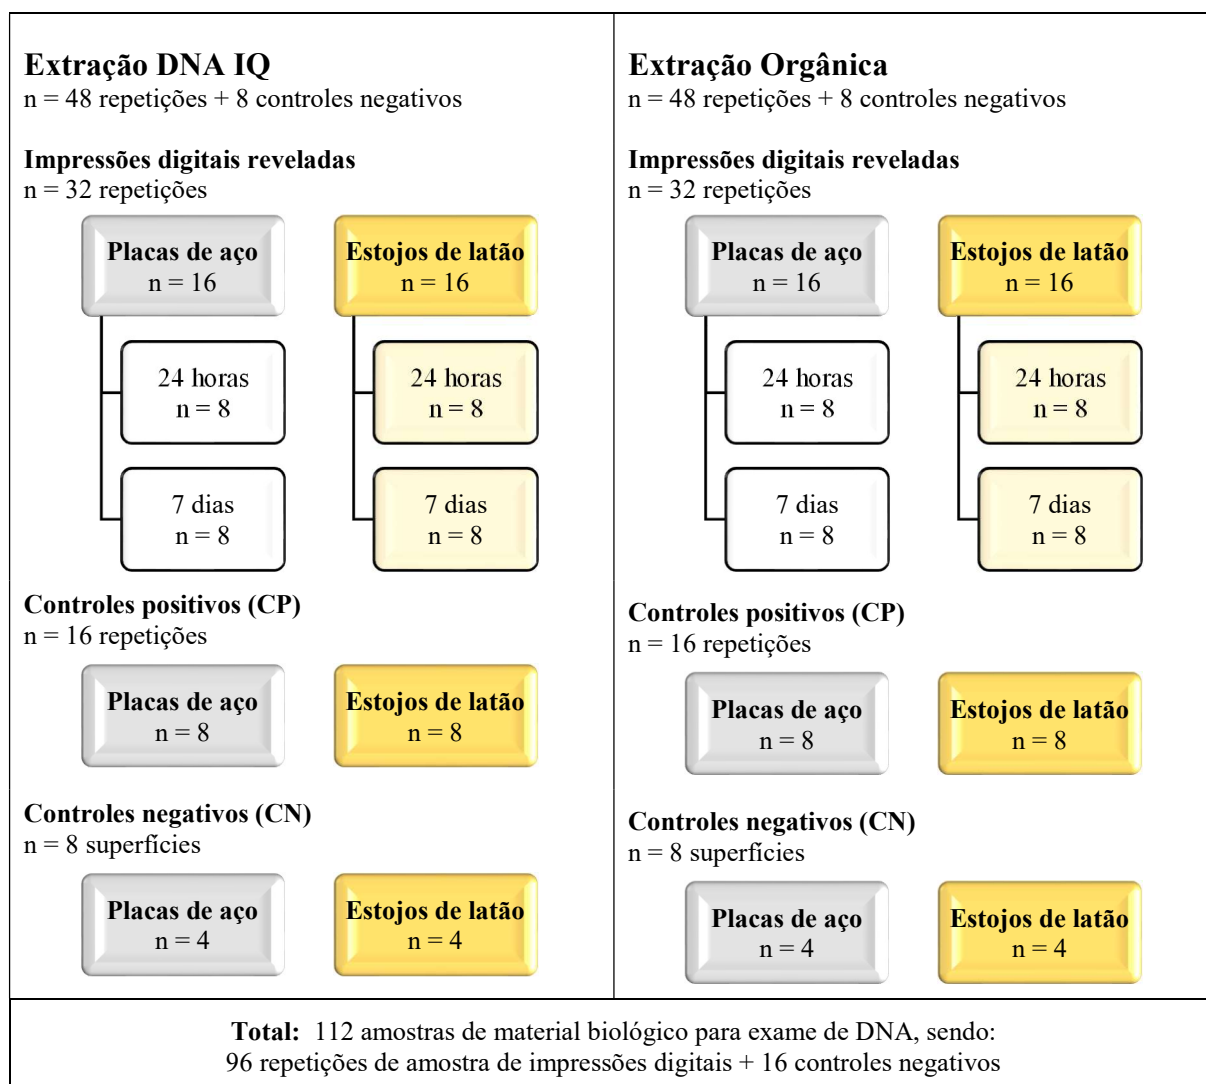 Extração DNA IQ
n = 48 repetições + 8 controles negativos
Impressões digitais reveladas
n = 32 repetições
Placas de aço
n = 16
Estojos de latão
n = 16
24 horas
n = 8
24 horas
n = 8
7 dias
n = 8
7 dias
n = 8
Controles positivos (CP)
n = 16 repetições
Placas de aço
n = 8
Estojos de latão
n = 8
Controles negativos (CN)
n = 8 superfícies
Placas de aço
n = 4
Estojos de latão
n = 4
Extração Orgânica
n = 48 repetições + 8 controles negativos
Impressões digitais reveladas
n = 32 repetições
Placas de aço
n = 16
Estojos de latão
n = 16
24 horas
n = 8
24 horas
n = 8
7 dias
n = 8
7 dias
n = 8
Controles positivos (CP)
n = 16 repetições
Placas de aço
n = 8
Estojos de latão
n = 8
Controles negativos (CN)
n = 8 superfícies
Placas de aço
n = 4
Estojos de latão
n = 4
Total: 112 amostras de material biológico para exame de DNA, sendo:
96 repetições de amostra de impressões digitais + 16 controles negativos